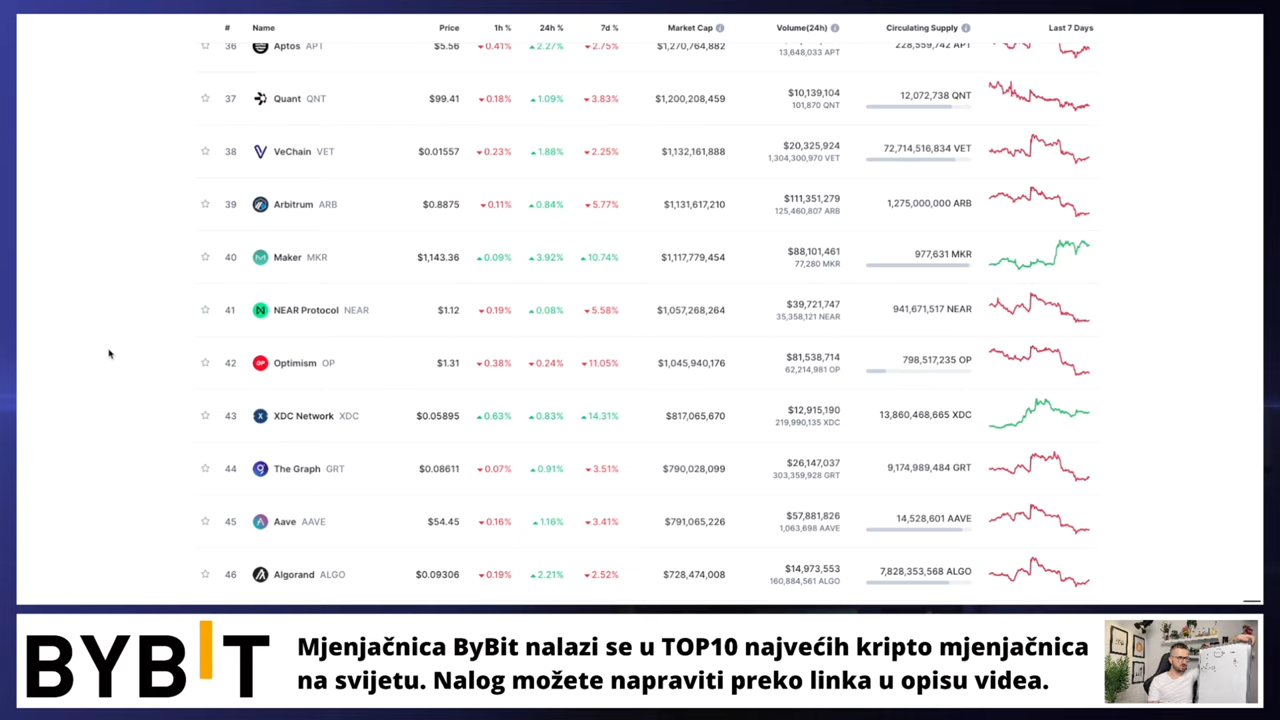 # Name Price 1h % 24h % 7d % Market Cap Volume(24h) Circulating Supply Last 7 Days
36 Aptos APT $5.56 0.41% 2.27% 2.75% $1,270,764,882 228,559,742 APT
13,648,033 APT
37 Quant QNT $99.41 0.18% 1.09% 3.83% $1,200,208,459 $10,139,104 12,072,738 QNT
101,870 QNT
38 VeChain VET $0.01557 0.23% 1.88% 2.25% $1,132,161,888 $20,325,924 72,714,516,834 VET
1,304,300,970 VET
39 Arbitrum ARB $0.8875 0.11% 0.84% 5.77% $1,131,617,210 $111,351,279 1,275,000,000 ARB
125,460,807 ARB
40 Maker MKR $1,143.36 0.09% 3.92% 10.74% $1,117,779,454 $88,101,461 977,631 MKR
77,280 MKR
41 NEAR Protocol NEAR $1.12 0.19% 0.08% 5.58% $1,057,268,264 $39,721,747 941,671,517 NEAR
35,358,121 NEAR
42 OP Optimism OP $1.31 0.38% 0.24% 11.05% $1,045,940,176 $81,538,714 798,517,235 OP
62,214,981 OP
43 XDC Network XDC $0.05895 0.63% 0.83% 14.31% $817,065,670 $12,915,190 13,860,468,665 XDC
219,990,135 XDC
44 The Graph GRT $0.08611 0.07% 0.91% 3.51% $790,028,099 $26,147,037 9,174,989,484 GRT
303,359,928 GRT
45 Aave AAVE $54.45 0.16% 1.16% 3.41% $791,065,226 $57,881,826 14,528,601 AAVE
1,063,698 AAVE
46 Algorand ALGO $0.09306 0.19% 2.21% 2.52% $728,474,008 $14,973,553 7,828,353,568 ALGO
160,884,561 ALGO
BYBIT
Mjenjačnica ByBit nalazi se u TOP10 najvećih kripto mjenjačnica
na svijetu. Nalog možete napraviti preko linka u opisu videa.